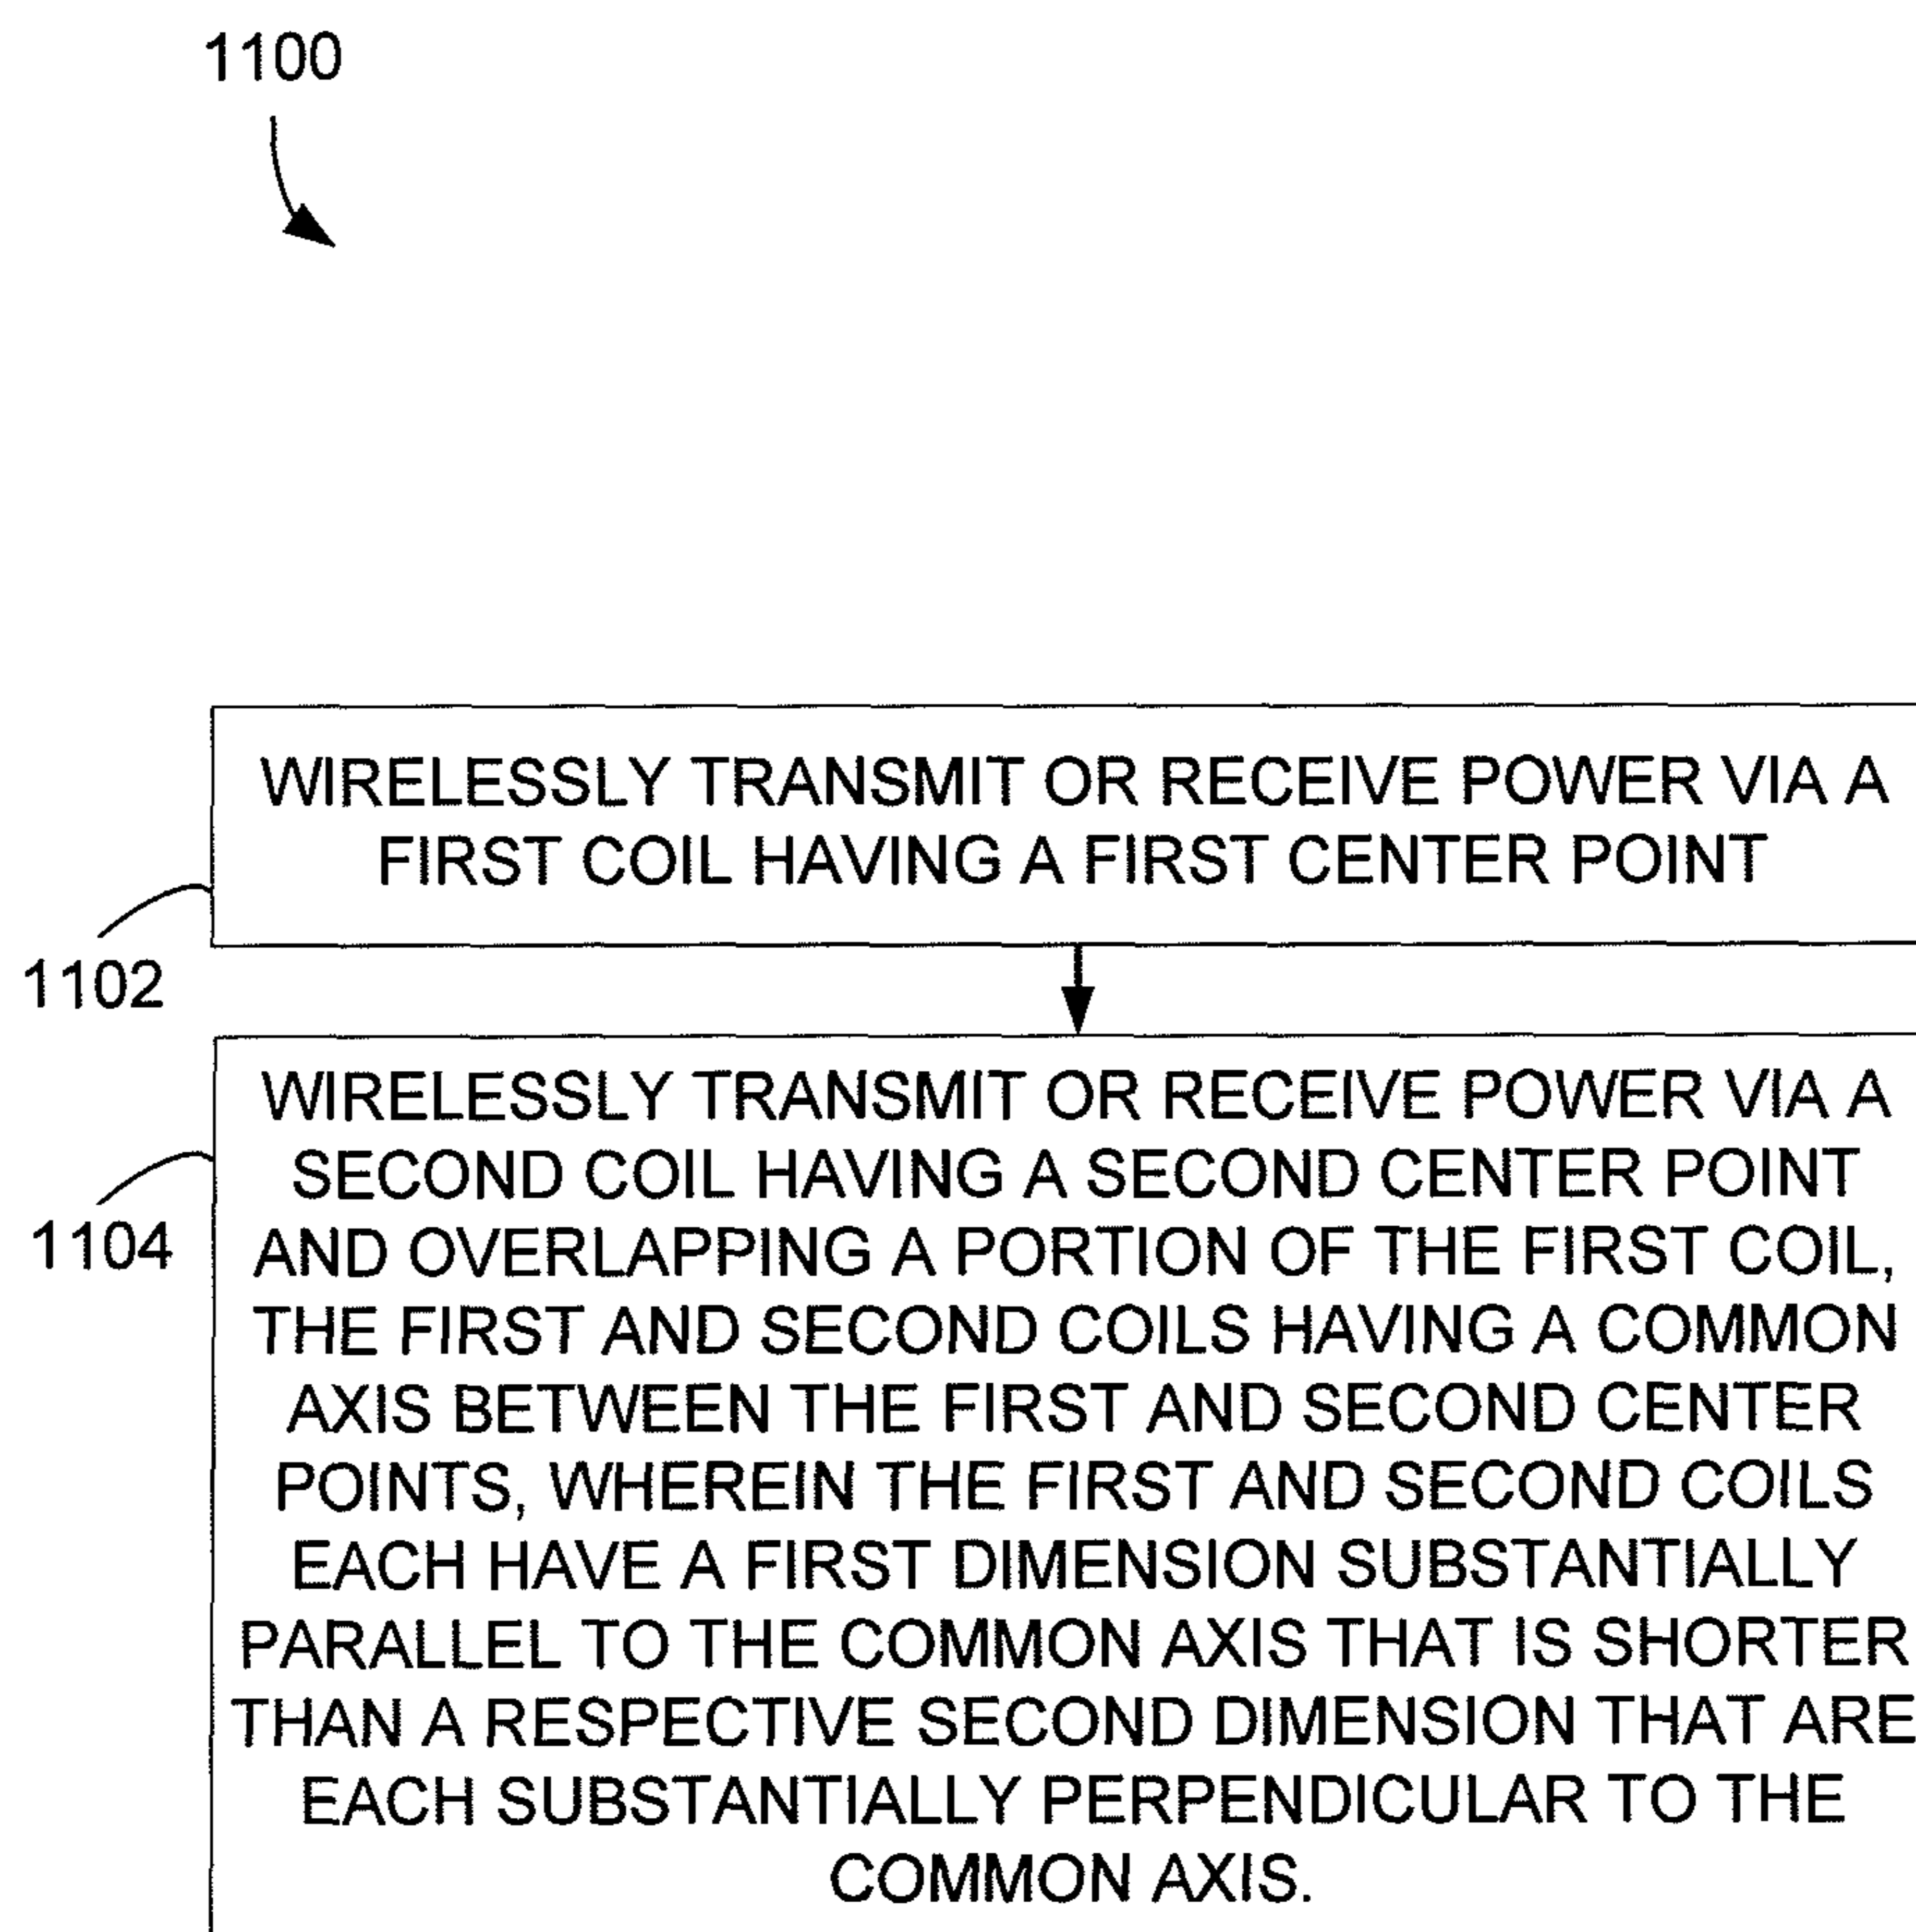 1100
WIRELESSLY TRANSMIT OR RECEIVE POWER VIA A
FIRST COIL HAVING A FIRST CENTER POINT
1102
WIRELESSLY TRANSMIT OR RECEIVE POWER VIA A
SECOND COIL HAVING A SECOND CENTER POINT
AND OVERLAPPING A PORTION OF THE FIRST COIL,
THE FIRST AND SECOND COILS HAVING A COMMON
AXIS BETWEEN THE FIRST AND SECOND CENTER
POINTS, WHEREIN THE FIRST AND SECOND COILS
EACH HAVE A FIRST DIMENSION SUBSTANTIALLY
PARALLEL TO THE COMMON AXIS THAT IS SHORTER
THAN A RESPECTIVE SECOND DIMENSION THAT ARE
EACH SUBSTANTIALLY PERPENDICULAR TO THE
COMMON AXIS.
1104